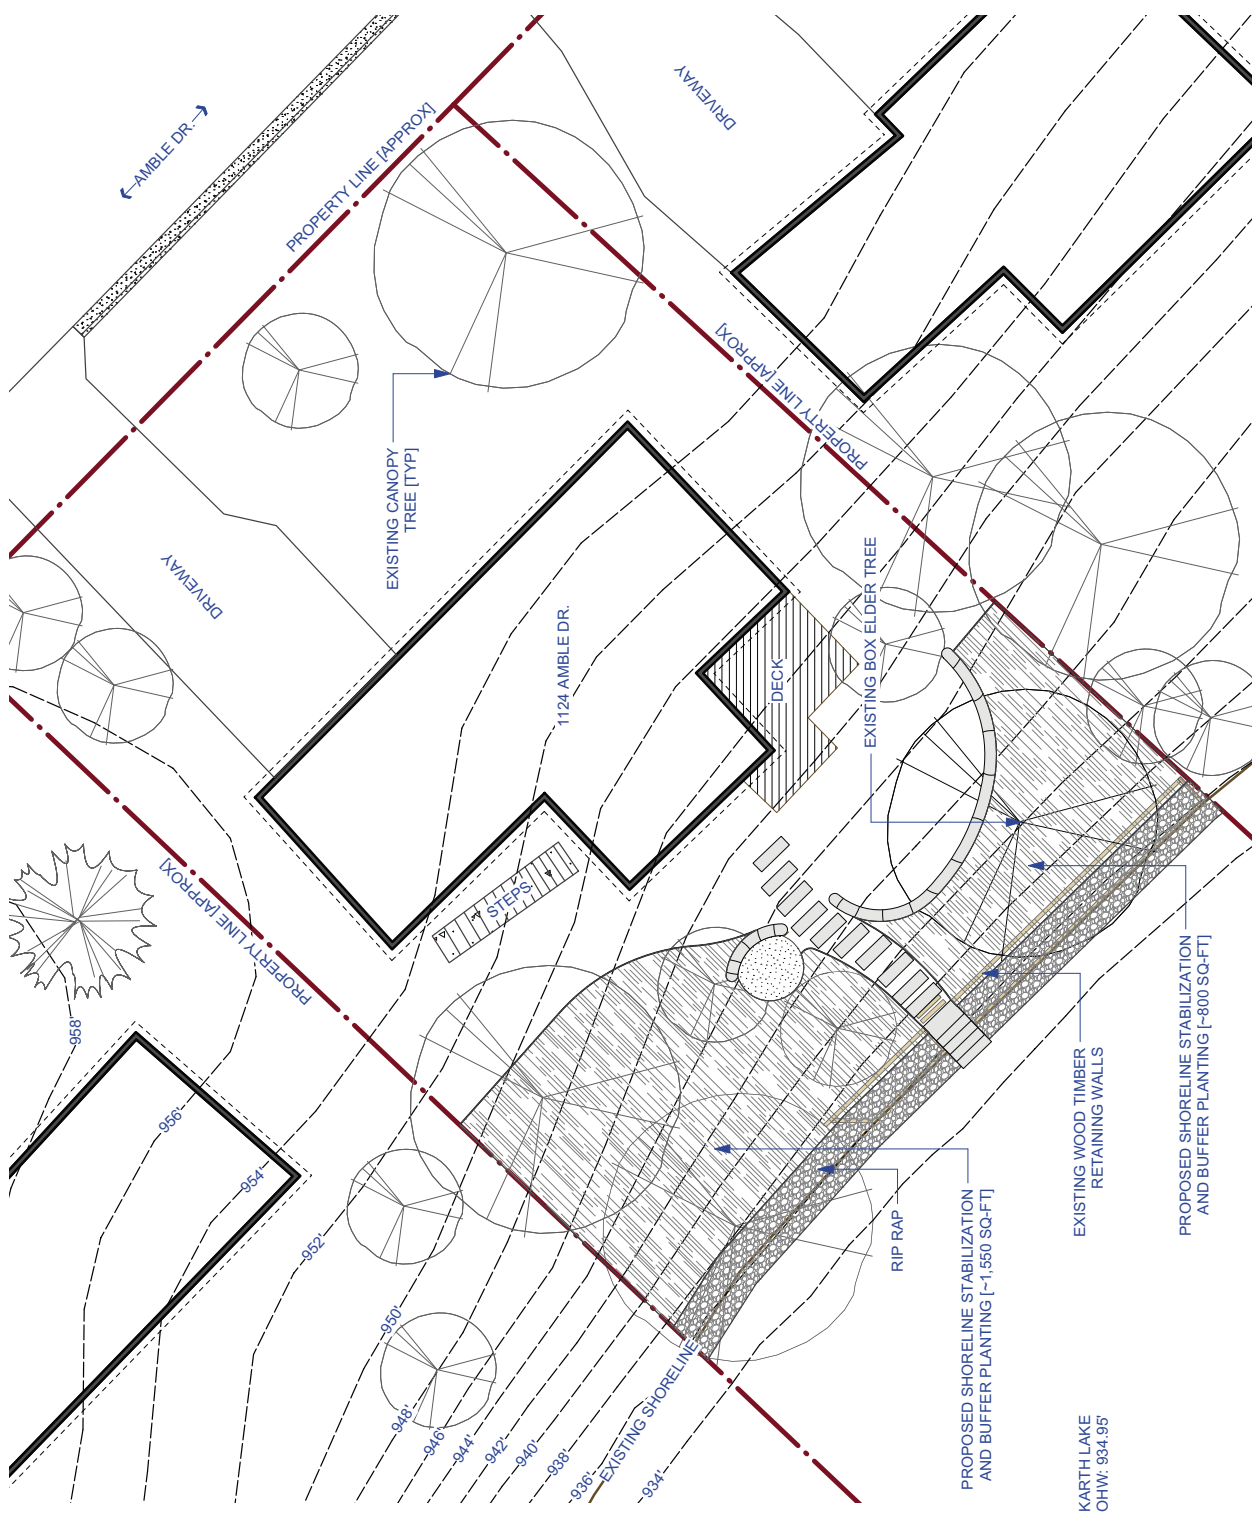 ←AMBLE DR.→
PROPERTY LINE [APPROX]
DRIVEWAY
PROPERTY LINE [APPROX]
EXISTING CANOPY
TREE [TYP]
DRIVEWAY
1124 AMBLE DR.
DECK
EXISTING BOX ELDER TREE
STEPS
PROPERTY LINE [APPROX]
958'
956'
954'
952'
950'
948'
946'
944'
942'
940'
938'
936'
934'
EXISTING SHORELINE
RIP RAP
PROPOSED SHORELINE STABILIZATION
AND BUFFER PLANTING [~1,550 SQ-FT]
EXISTING WOOD TIMBER
RETAINING WALLS
PROPOSED SHORELINE STABILIZATION
AND BUFFER PLANTING [~800 SQ-FT]
KARTH LAKE
OHW: 934.95'